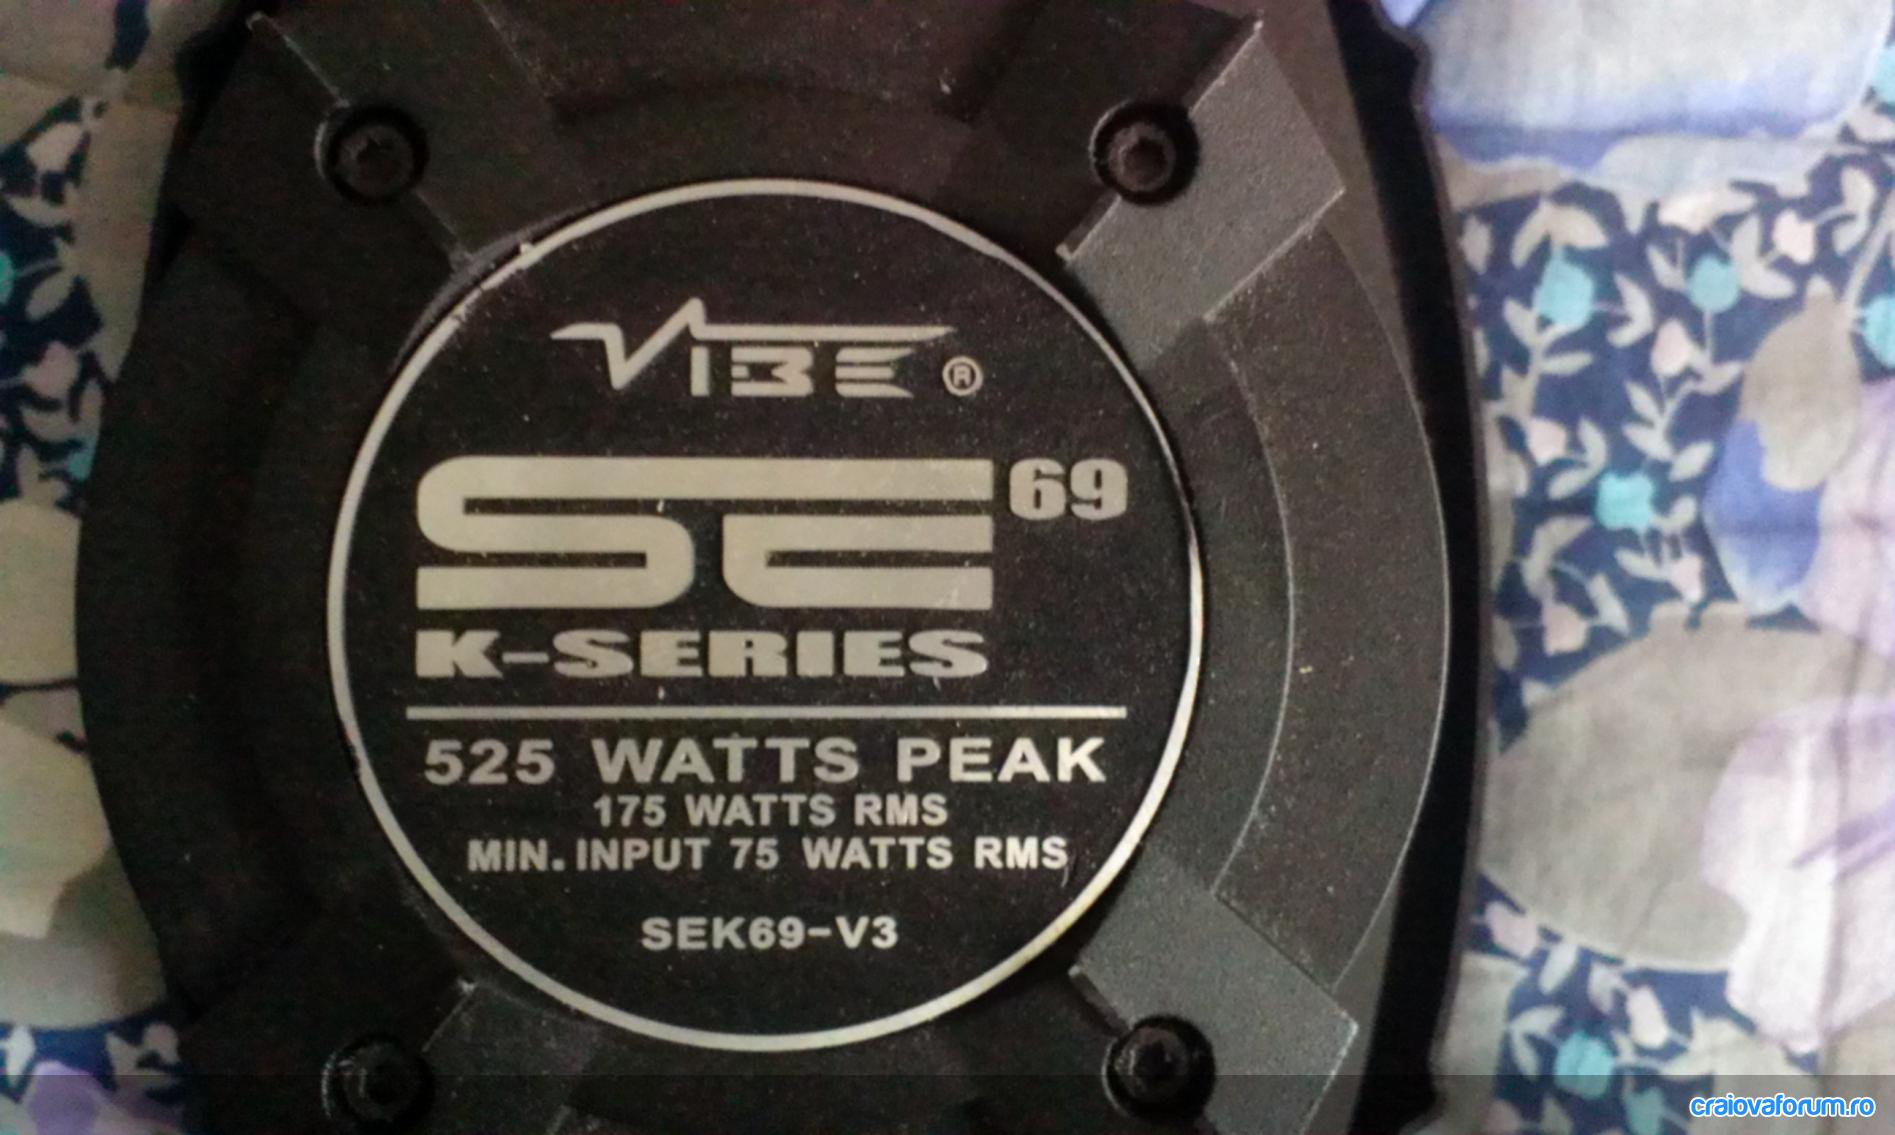 VIBE ®
SE 69
K-SERIES
525 WATTS PEAK
175 WATTS RMS
MIN. INPUT 75 WATTS RMS
SEK69-V3
craiovaforum.ro